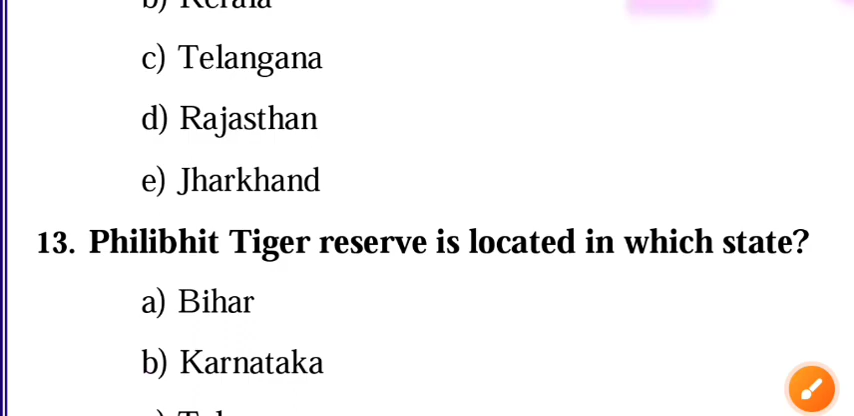 c) Telangana
d) Rajasthan
e) Jharkhand
13. Philibhit Tiger reserve is located in which state?
a) Bihar
b) Karnataka